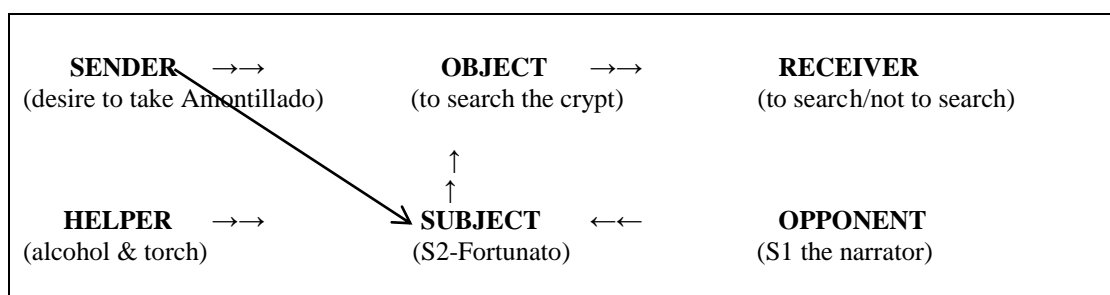 SENDER →→ OBJECT →→ RECEIVER
(desire to take Amontillado) (to search the crypt) (to search/not to search)
↑
↑
HELPER →→ SUBJECT ←← OPPONENT
(alcohol & torch) (S2-Fortunato) (S1 the narrator)